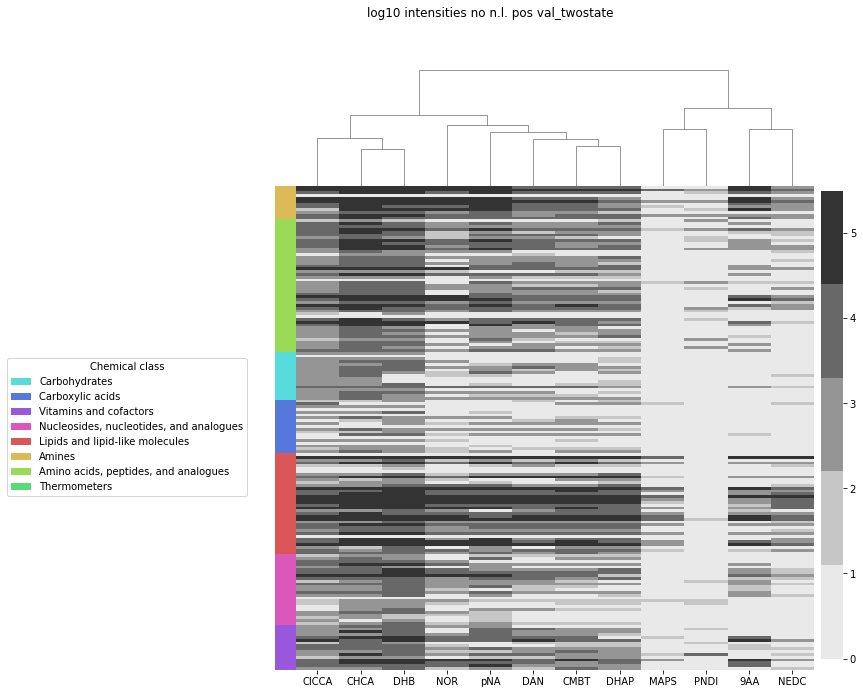 log10 intensities no n.l. pos val_twostate
Chemical class
Carbohydrates
Carboxylic acids
Vitamins and cofactors
Nucleosides, nucleotides, and analogues
Lipids and lipid-like molecules
Amines
Amino acids, peptides, and analogues
Thermometers
5
4
3
2
1
0
ClCCA CHCA DHB NOR pNA DAN CMBT DHAP MAPS PNDI 9AA NEDC